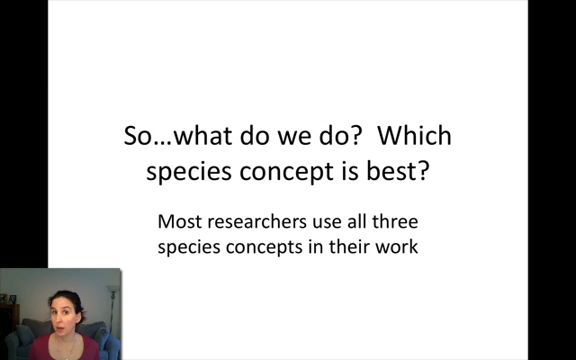 So...what do we do?  Which
species concept is best?
Most researchers use all three
species concepts in their work